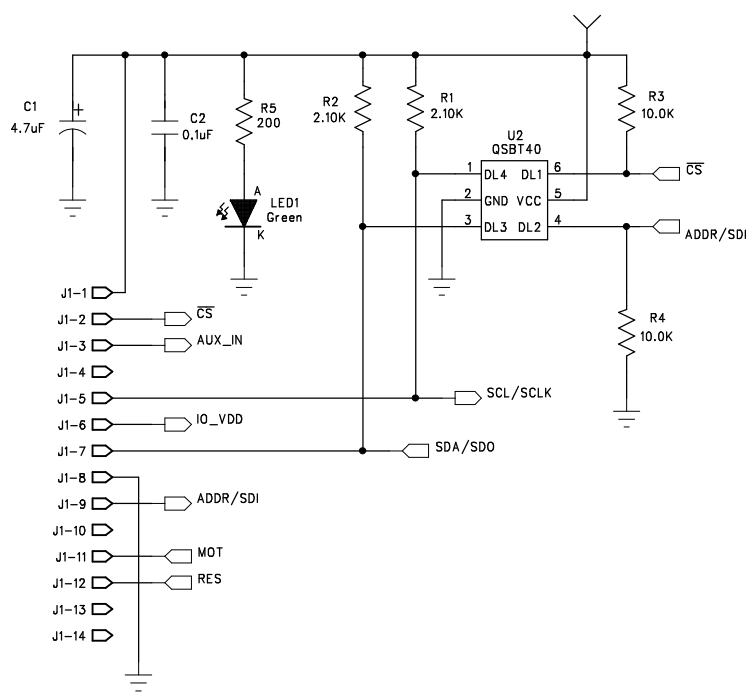 C1
4.7uF
+
C2
0.1uF
R5
200
A
LED1
Green
K
R2
2.10K
R1
2.10K
U2
QSBT40
1 DL4 DL1 6
2 GND VCC 5
3 DL3 DL2 4
R3
10.0K
CS
ADDR/SDI
R4
10.0K
J1-1
J1-2 CS
J1-3 AUX_IN
J1-4
J1-5 SCL/SCLK
J1-6 IO_VDD
J1-7 SDA/SDO
J1-8
J1-9 ADDR/SDI
J1-10
J1-11 MOT
J1-12 RES
J1-13
J1-14